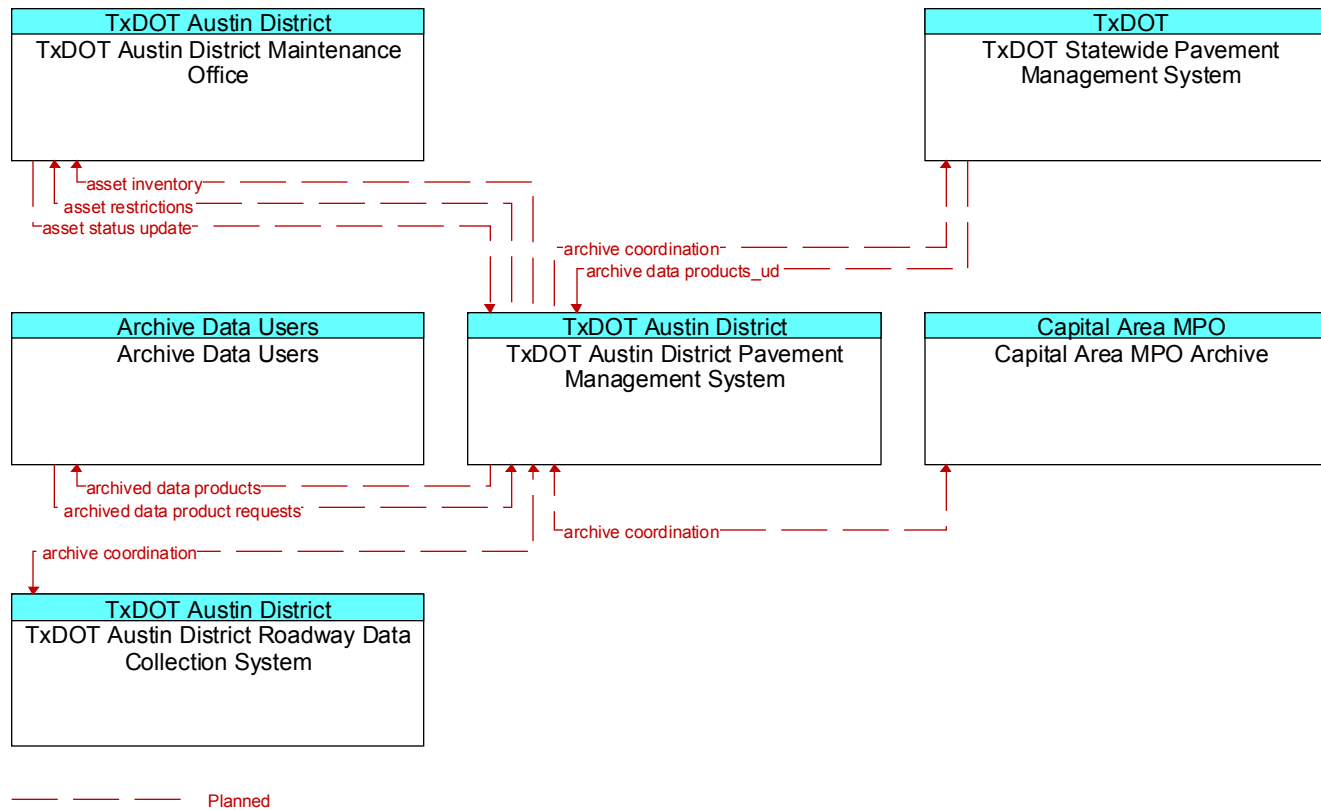 TxDOT Austin District
TxDOT Austin District Maintenance
Office
TxDOT
TxDOT Statewide Pavement
Management System
asset inventory
asset restrictions
asset status update
archive coordination
archive data products_ud
Archive Data Users
Archive Data Users
TxDOT Austin District
TxDOT Austin District Pavement
Management System
Capital Area MPO
Capital Area MPO Archive
archived data products
archived data product requests
archive coordination
archive coordination
TxDOT Austin District
TxDOT Austin District Roadway Data
Collection System
Planned